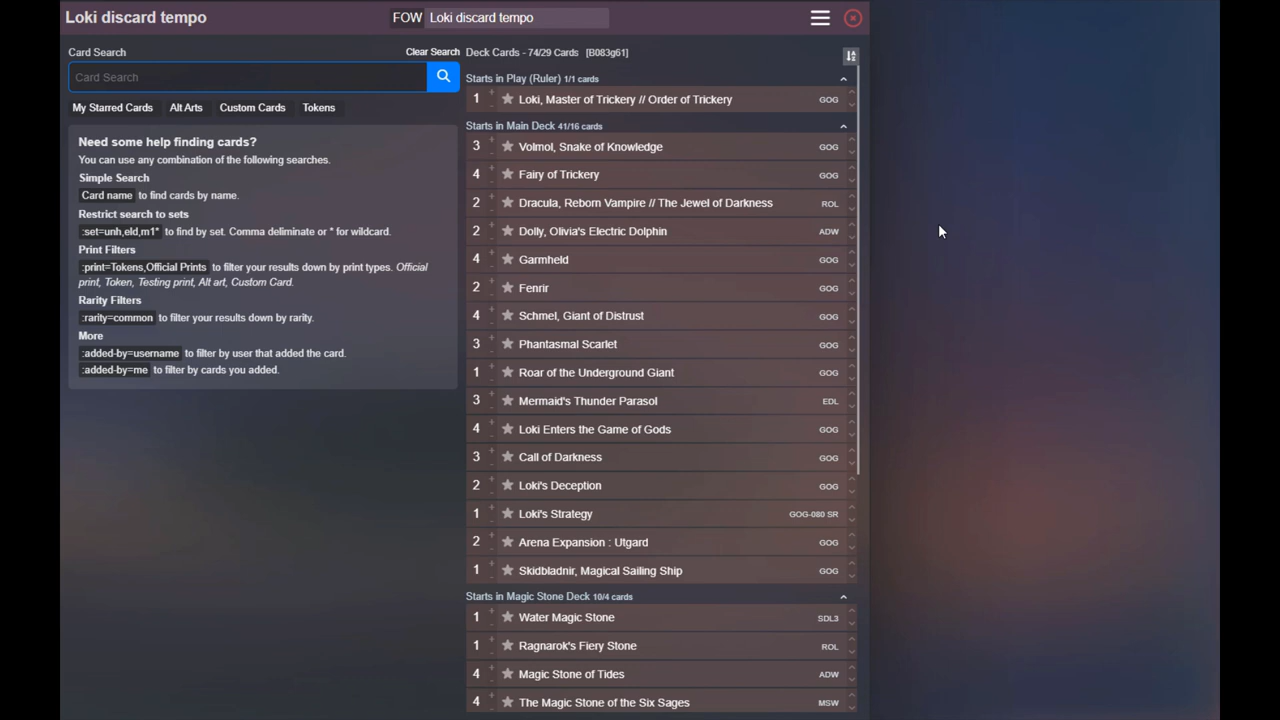 Loki discard tempo
FOW Loki discard tempo
Card Search
Clear Search
Card Search
My Starred Cards
Alt Arts
Custom Cards
Tokens
Need some help finding cards?
You can use any combination of the following searches.
Simple Search
Card name to find cards by name.
Restrict search to sets
:set=unh,eld,m1* to find by set. Comma deliminate or * for wildcard.
Print Filters
:print=Tokens,Official Prints to filter your results down by print types. Official
print, Token, Testing print, Alt art, Custom Card.
Rarity Filters
:rarity=common to filter your results down by rarity.
More
:added-by=username to filter by user that added the card.
:added-by=me to filter by cards you added.
Deck Cards - 74/29 Cards [B083g61]
Starts in Play (Ruler) 1/1 cards
1 Loki, Master of Trickery // Order of Trickery GOG
Starts in Main Deck 41/16 cards
3 Volmol, Snake of Knowledge GOG
4 Fairy of Trickery GOG
2 Dracula, Reborn Vampire // The Jewel of Darkness ROL
2 Dolly, Olivia's Electric Dolphin ADW
4 Garmheld GOG
2 Fenrir GOG
4 Schmel, Giant of Distrust GOG
3 Phantasmal Scarlet GOG
1 Roar of the Underground Giant GOG
3 Mermaid's Thunder Parasol EDL
4 Loki Enters the Game of Gods GOG
3 Call of Darkness GOG
2 Loki's Deception GOG
1 Loki's Strategy GOG-080 SR
2 Arena Expansion : Utgard GOG
1 Skidbladnir, Magical Sailing Ship GOG
Starts in Magic Stone Deck 10/4 cards
1 Water Magic Stone SDL3
1 Ragnarok's Fiery Stone ROL
4 Magic Stone of Tides ADW
4 The Magic Stone of the Six Sages MSW